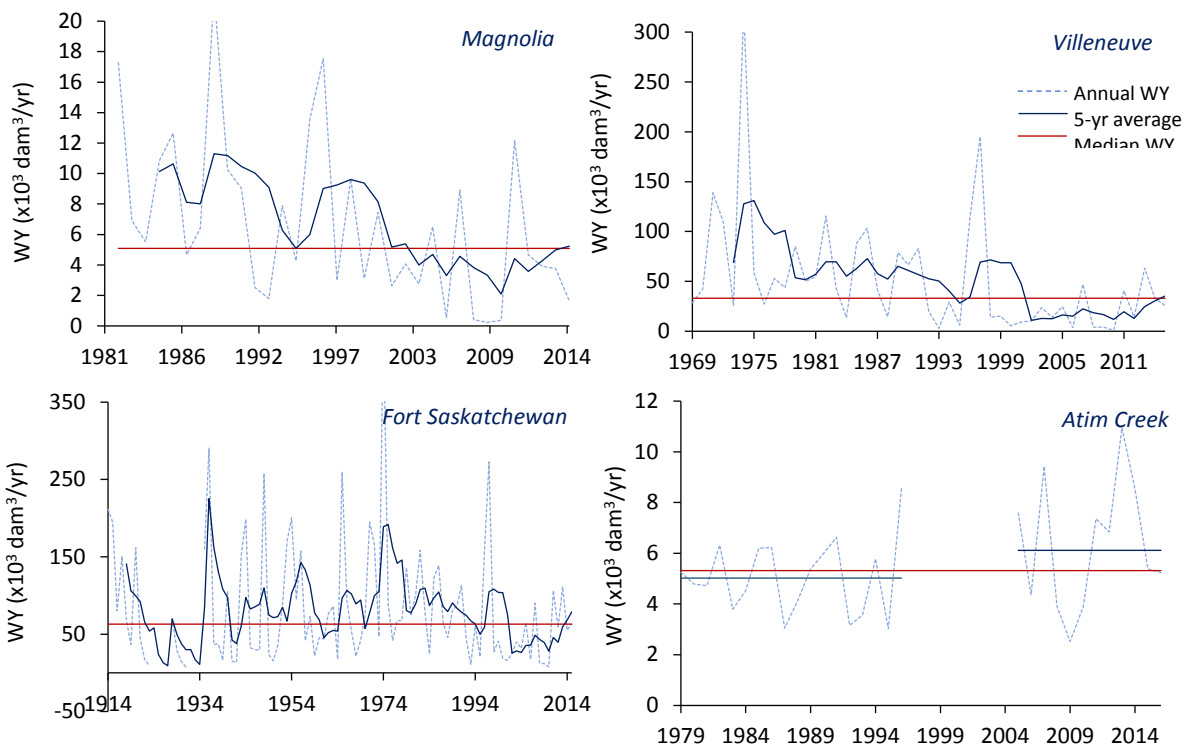 Magnolia
WY (x10³ dam³/yr)
20
18
16
14
12
10
8
6
4
2
0
1981 1986 1992 1997 2003 2009 2014
Villeneuve
WY (x10³ dam³/yr)
300
250
200
150
100
50
0
1969 1975 1981 1987 1993 1999 2005 2011
Annual WY
5-yr average
Median WY
Fort Saskatchewan
WY (x10³ dam³/yr)
350
250
150
50
-50
1914 1934 1954 1974 1994 2014
Atim Creek
WY (x10³ dam³/yr)
12
10
8
6
4
2
0
1979 1984 1989 1994 1999 2004 2009 2014